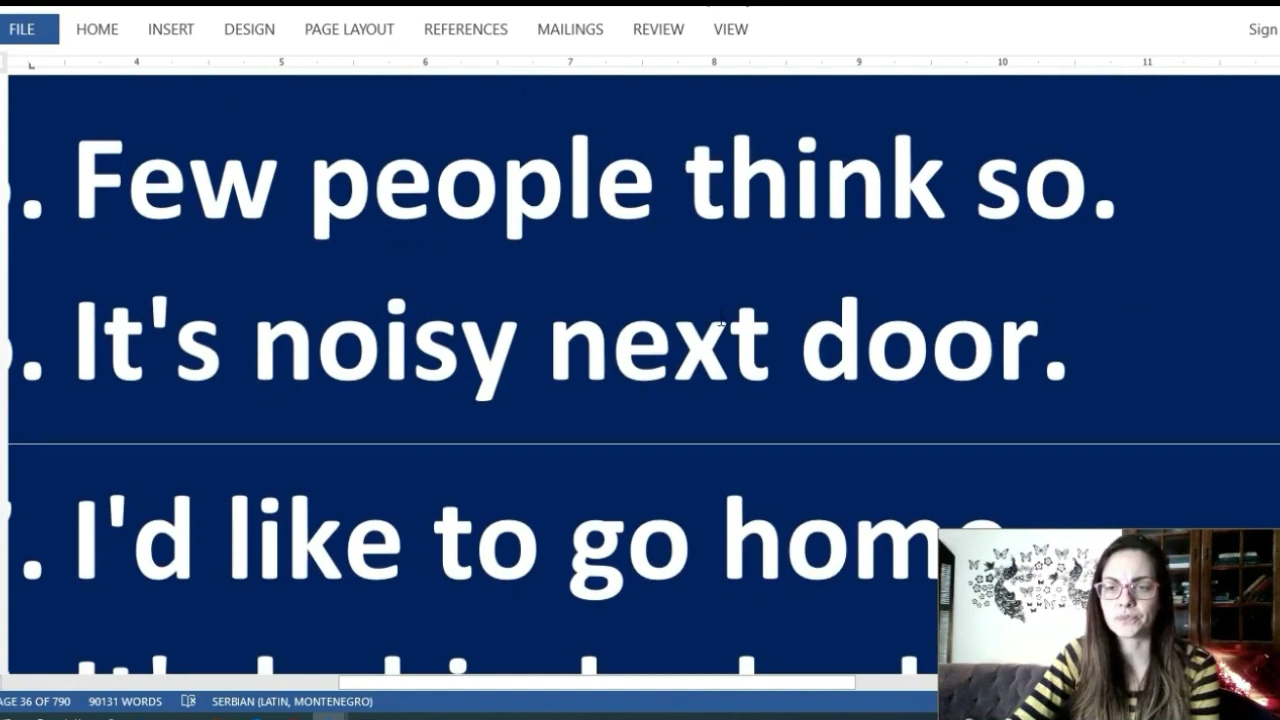 FILE HOME INSERT DESIGN PAGE LAYOUT REFERENCES MAILINGS REVIEW VIEW Sign
4 5 6 7 8 9 10 11
. Few people think so.
. It's noisy next door.
. I'd like to go home
It's
AGE 36 OF 790 90131 WORDS SERBIAN (LATIN, MONTENEGRO)